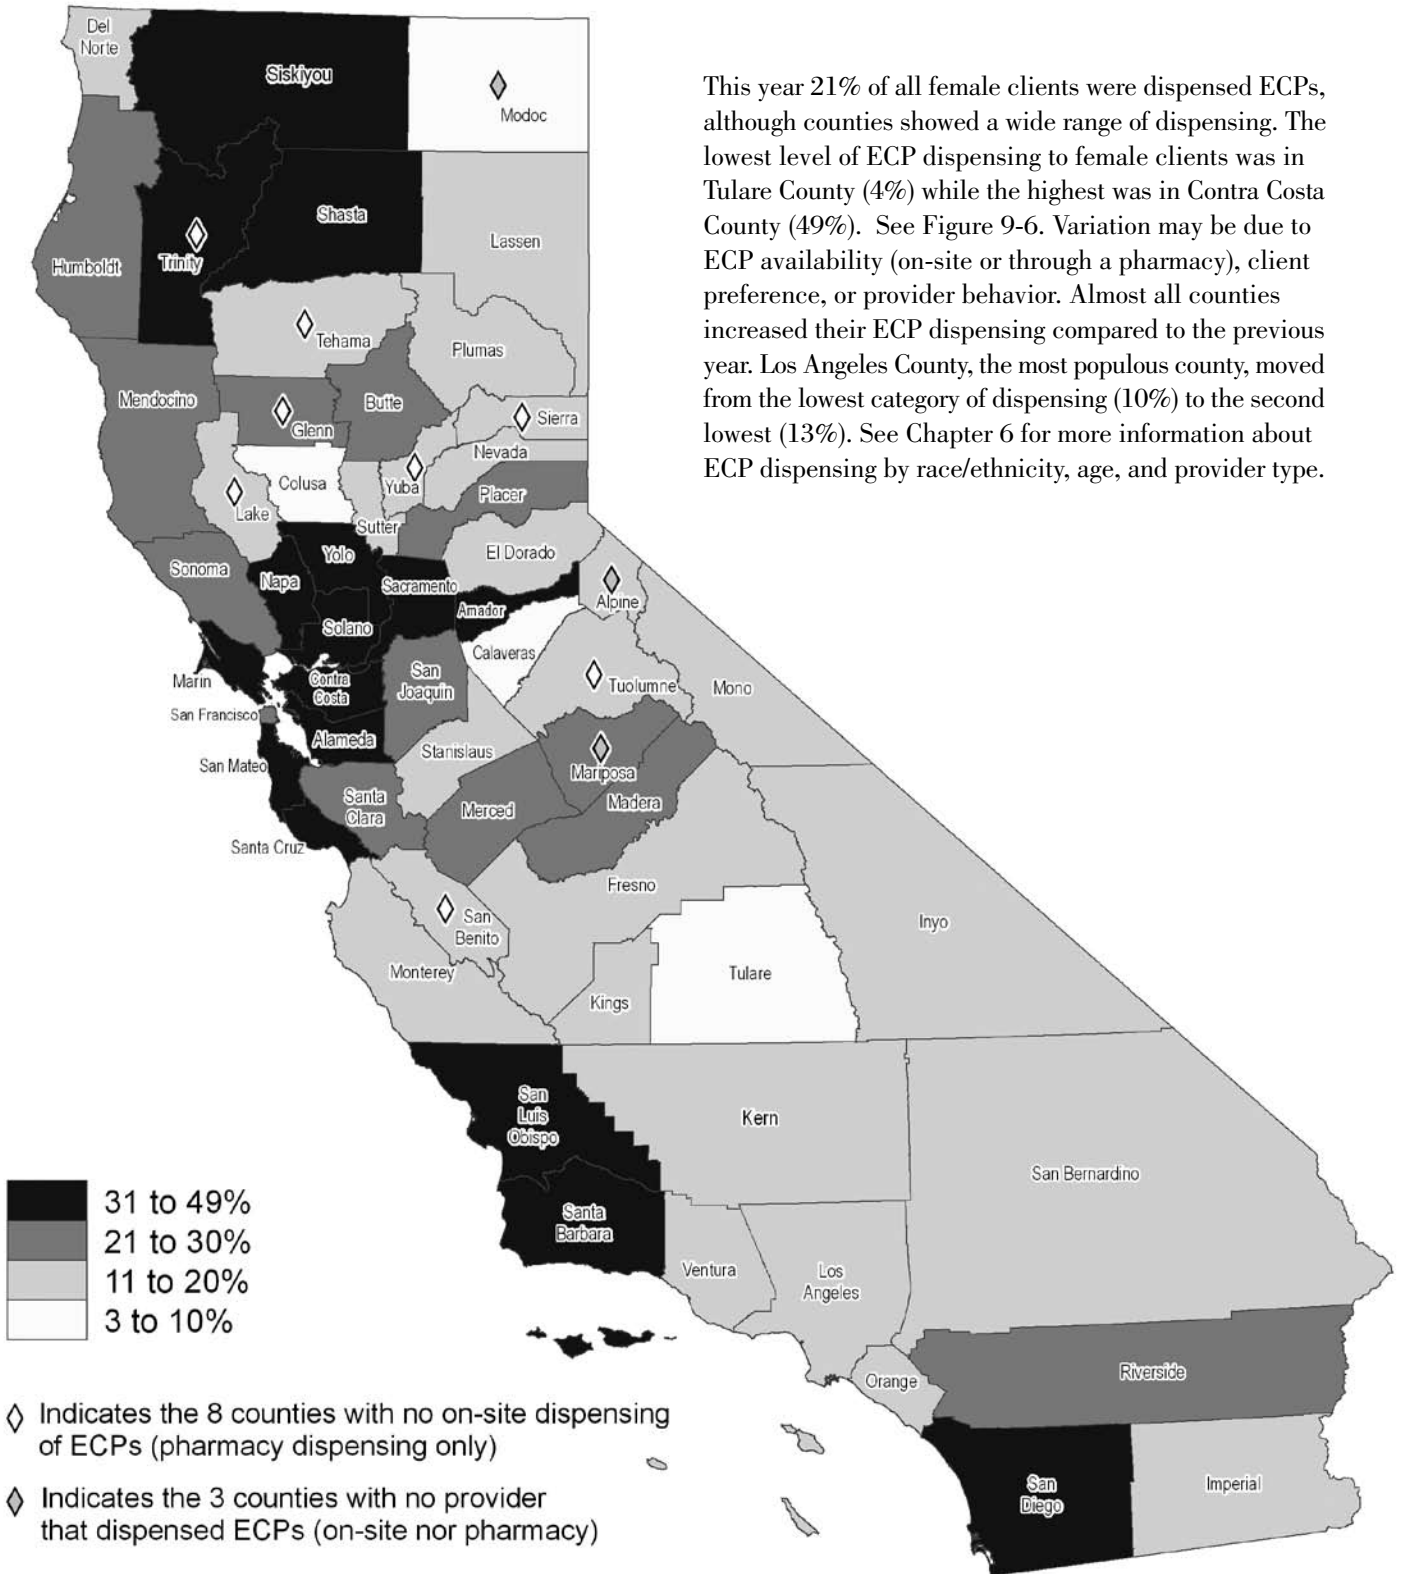 Del
Norte
Siskiyou
Modoc
This year 21% of all female clients were dispensed ECPs,
although counties showed a wide range of dispensing. The
lowest level of ECP dispensing to female clients was in
Tulare County (4%) while the highest was in Contra Costa
County (49%). See Figure 9-6. Variation may be due to
ECP availability (on-site or through a pharmacy), client
preference, or provider behavior. Almost all counties
increased their ECP dispensing compared to the previous
year. Los Angeles County, the most populous county, moved
from the lowest category of dispensing (10%) to the second
lowest (13%). See Chapter 6 for more information about
ECP dispensing by race/ethnicity, age, and provider type.
Shasta
Lassen
Trinity
Humboldt
Tehama
Plumas
Mendocino
Butte
Glenn
Sierra
Nevada
Colusa
Yuba
Placer
Lake
Sutter
Yolo
El Dorado
Sonoma
Napa
Sacramento
Amador
Alpine
Solano
Calaveras
Marin
Contra
Costa
San
Joaquin
Tuolumne
Mono
San Francisco
Alameda
Stanislaus
San Mateo
Mariposa
Santa
Clara
Merced
Madera
Santa Cruz
Fresno
San
Benito
Inyo
Monterey
Tulare
Kings
San
Luis
Obispo
Kern
San Bernardino
Santa
Barbara
Ventura
Los
Angeles
Orange
Riverside
San
Diego
Imperial
31 to 49%
21 to 30%
11 to 20%
3 to 10%
Indicates the 8 counties with no on-site dispensing
of ECPs (pharmacy dispensing only)
Indicates the 3 counties with no provider
that dispensed ECPs (on-site nor pharmacy)